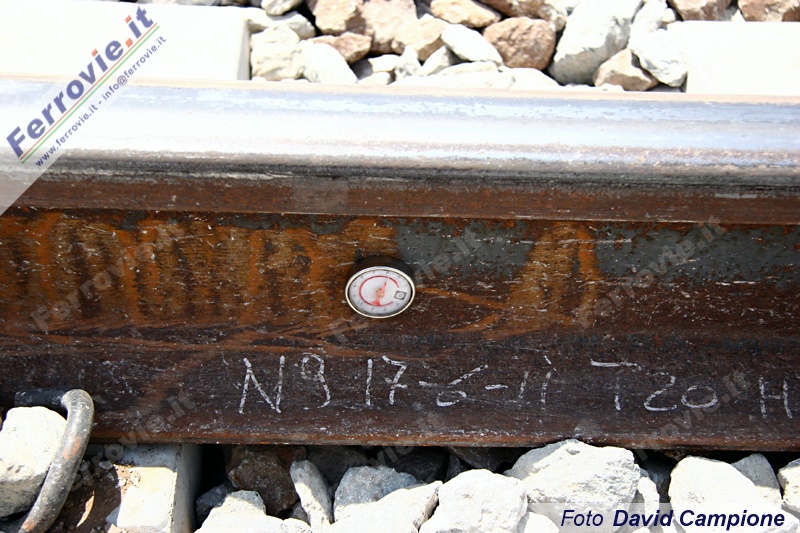 Ferrovie.it
www.ferrovie.it - info@ferrovie.it
N9 17-6-11 T20 H
Foto David Campione